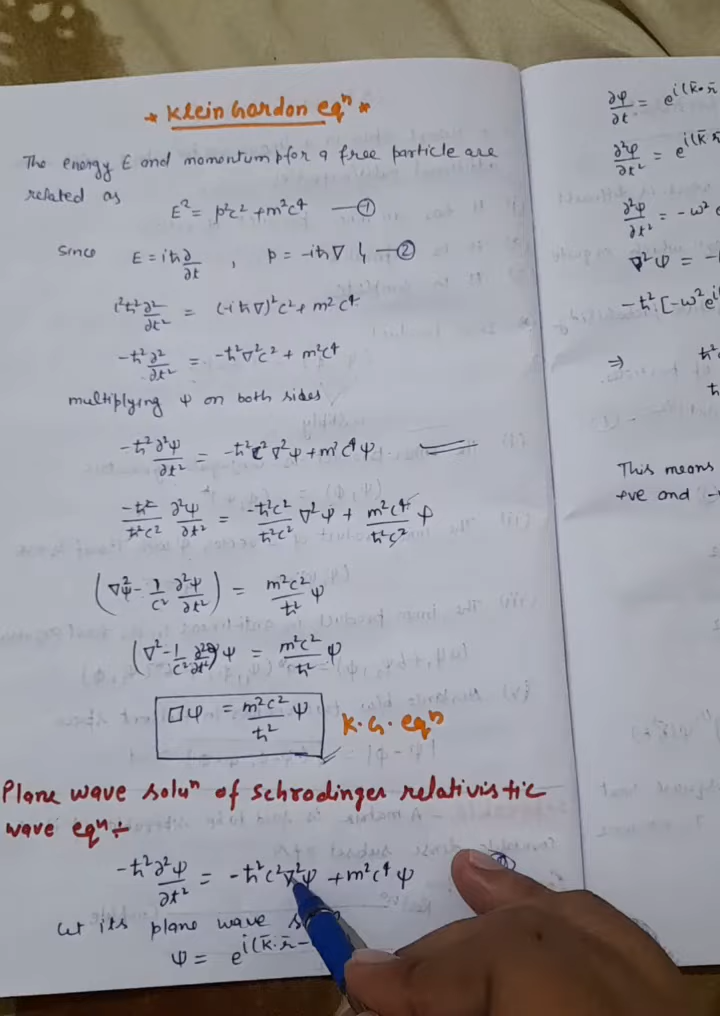 * Klein Gordon eqⁿ *
The energy E and momentum p for a free particle are
related as
E² = p²c² + m²c⁴ — ①
Since E = iħ ∂/∂t , p = -iħ∇ } — ②
i²ħ² ∂²/∂t² = (-iħ∇)²c² + m²c⁴
-ħ² ∂²/∂t² = -ħ²∇²c² + m²c⁴
multiplying ψ on both sides
-ħ² ∂²ψ/∂t² = -ħ²c²∇²ψ + m²c⁴ψ
-ħ²/ħ²c² ∂²ψ/∂t² = -ħ²c²/ħ²c² ∇²ψ + m²c⁴/ħ²c² ψ
(∇²ψ - 1/c² ∂²ψ/∂t²) = m²c²/ħ² ψ
(∇² - 1/c² ∂²/∂t²)ψ = m²c²/ħ² ψ
□ψ = m²c²/ħ² ψ K.G. eqⁿ
Plane wave soluⁿ of Schrodinger relativistic
wave eqⁿ ÷
-ħ² ∂²ψ/∂t² = -ħ²c²∇²ψ + m²c⁴ψ
Let its plane wave
ψ = e^i(k̄·r̄ -
∂ψ/∂t = e^i(k̄·r̄
∂²ψ/∂t² = e^i(k̄·r̄
∂²ψ/∂t² = -ω²
∇²ψ = -
-ħ²[-ω²e^i
⇒
This means
+ve and -